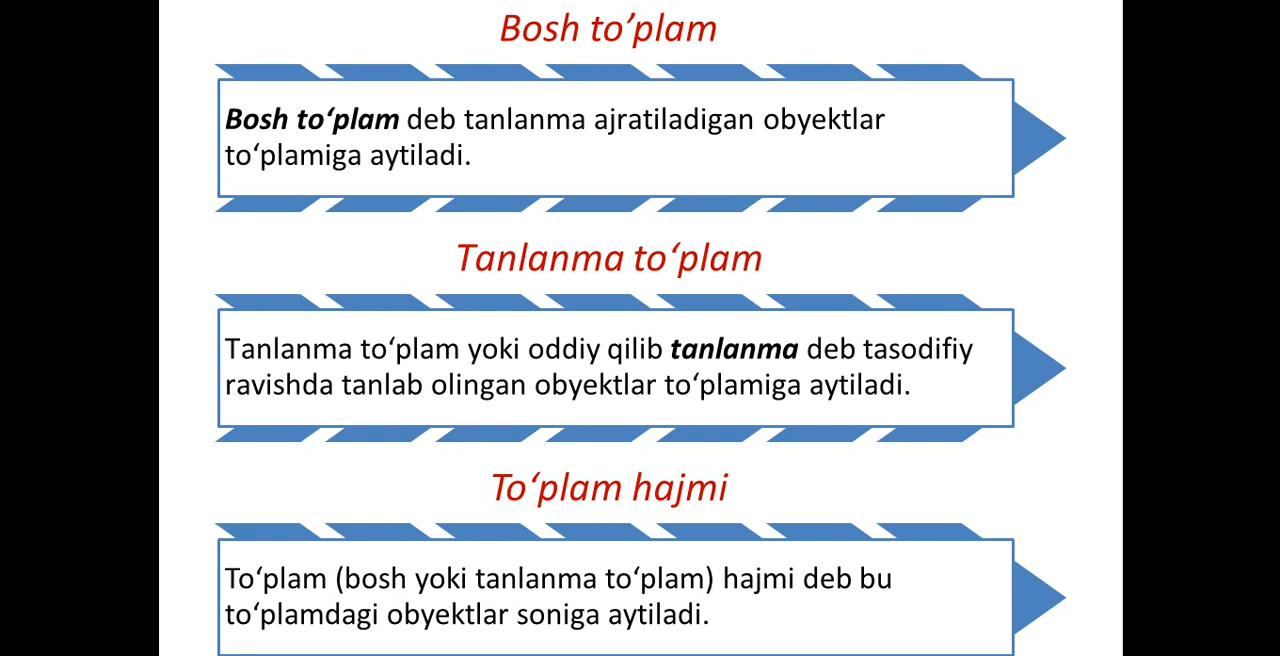 Bosh to’plam
Bosh to‘plam deb tanlanma ajratiladigan obyektlar
to‘plamiga aytiladi.
Tanlanma to‘plam
Tanlanma to‘plam yoki oddiy qilib tanlanma deb tasodifiy
ravishda tanlab olingan obyektlar to‘plamiga aytiladi.
To‘plam hajmi
To‘plam (bosh yoki tanlanma to‘plam) hajmi deb bu
to‘plamdagi obyektlar soniga aytiladi.